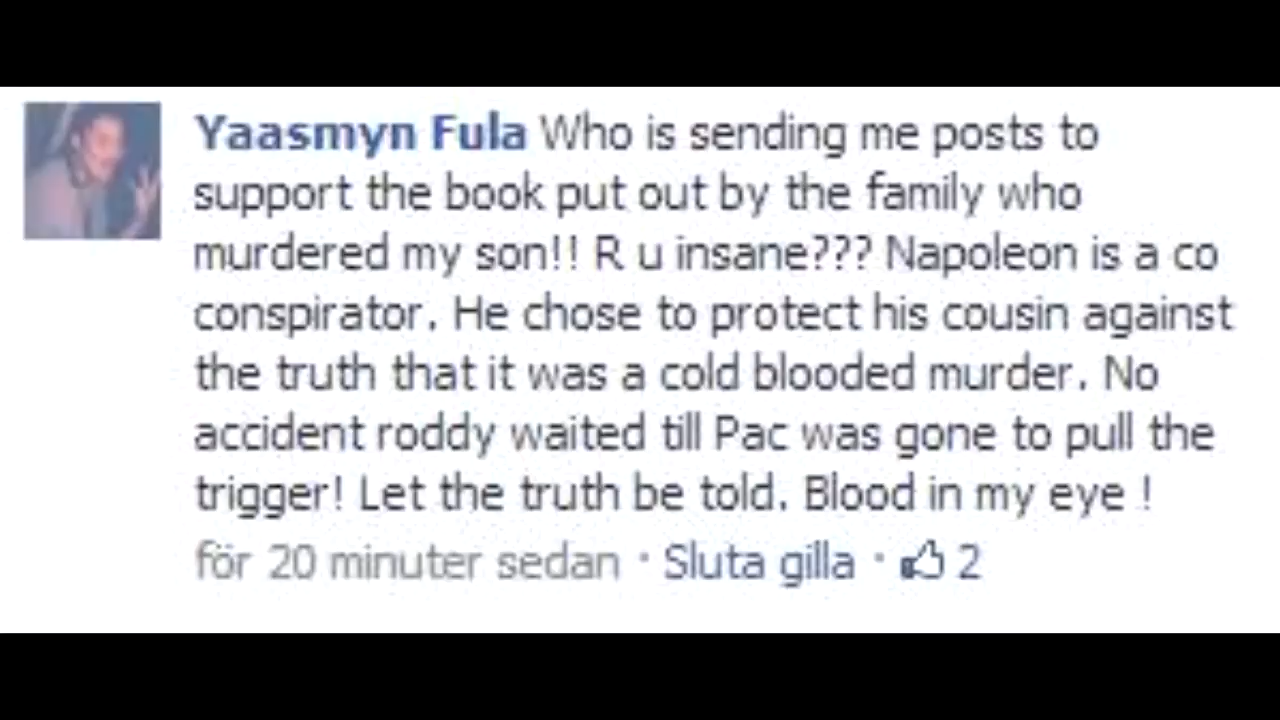 Yaasmyn Fula Who is sending me posts to
support the book put out by the family who
murdered my son!! R u insane??? Napoleon is a co
conspirator. He chose to protect his cousin against
the truth that it was a cold blooded murder. No
accident roddy waited till Pac was gone to pull the
trigger! Let the truth be told. Blood in my eye !
för 20 minuter sedan · Sluta gilla · 2